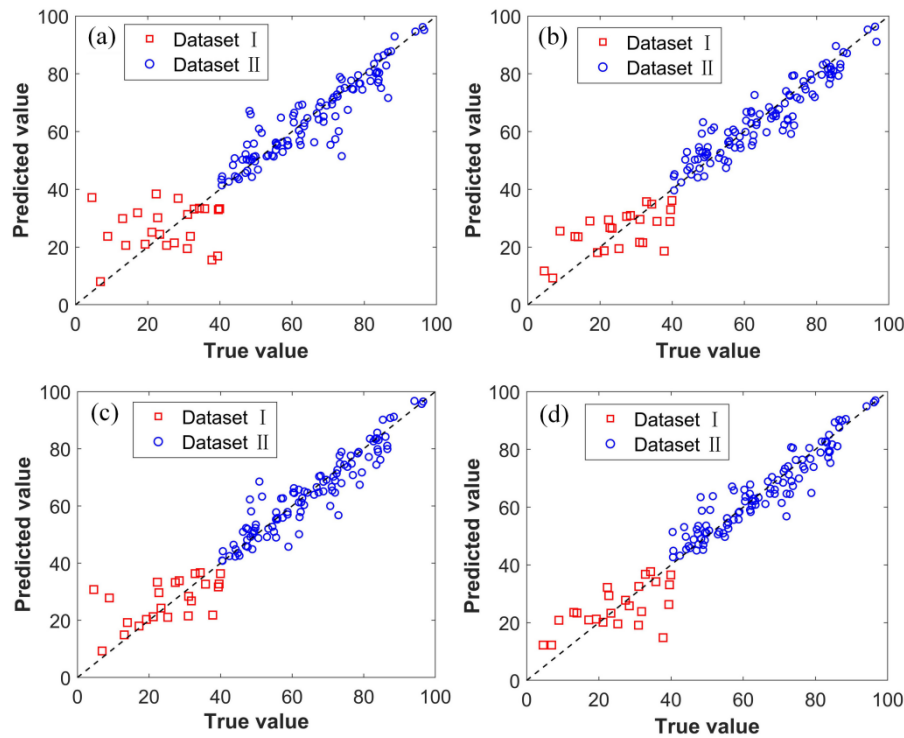 (a)
Dataset Ⅰ
Dataset Ⅱ
100
80
60
40
20
0
Predicted value
0 20 40 60 80 100
True value
(b)
Dataset Ⅰ
Dataset Ⅱ
100
80
60
40
20
0
Predicted value
0 20 40 60 80 100
True value
(c)
Dataset Ⅰ
Dataset Ⅱ
100
80
60
40
20
0
Predicted value
0 20 40 60 80 100
True value
(d)
Dataset Ⅰ
Dataset Ⅱ
100
80
60
40
20
0
Predicted value
0 20 40 60 80 100
True value